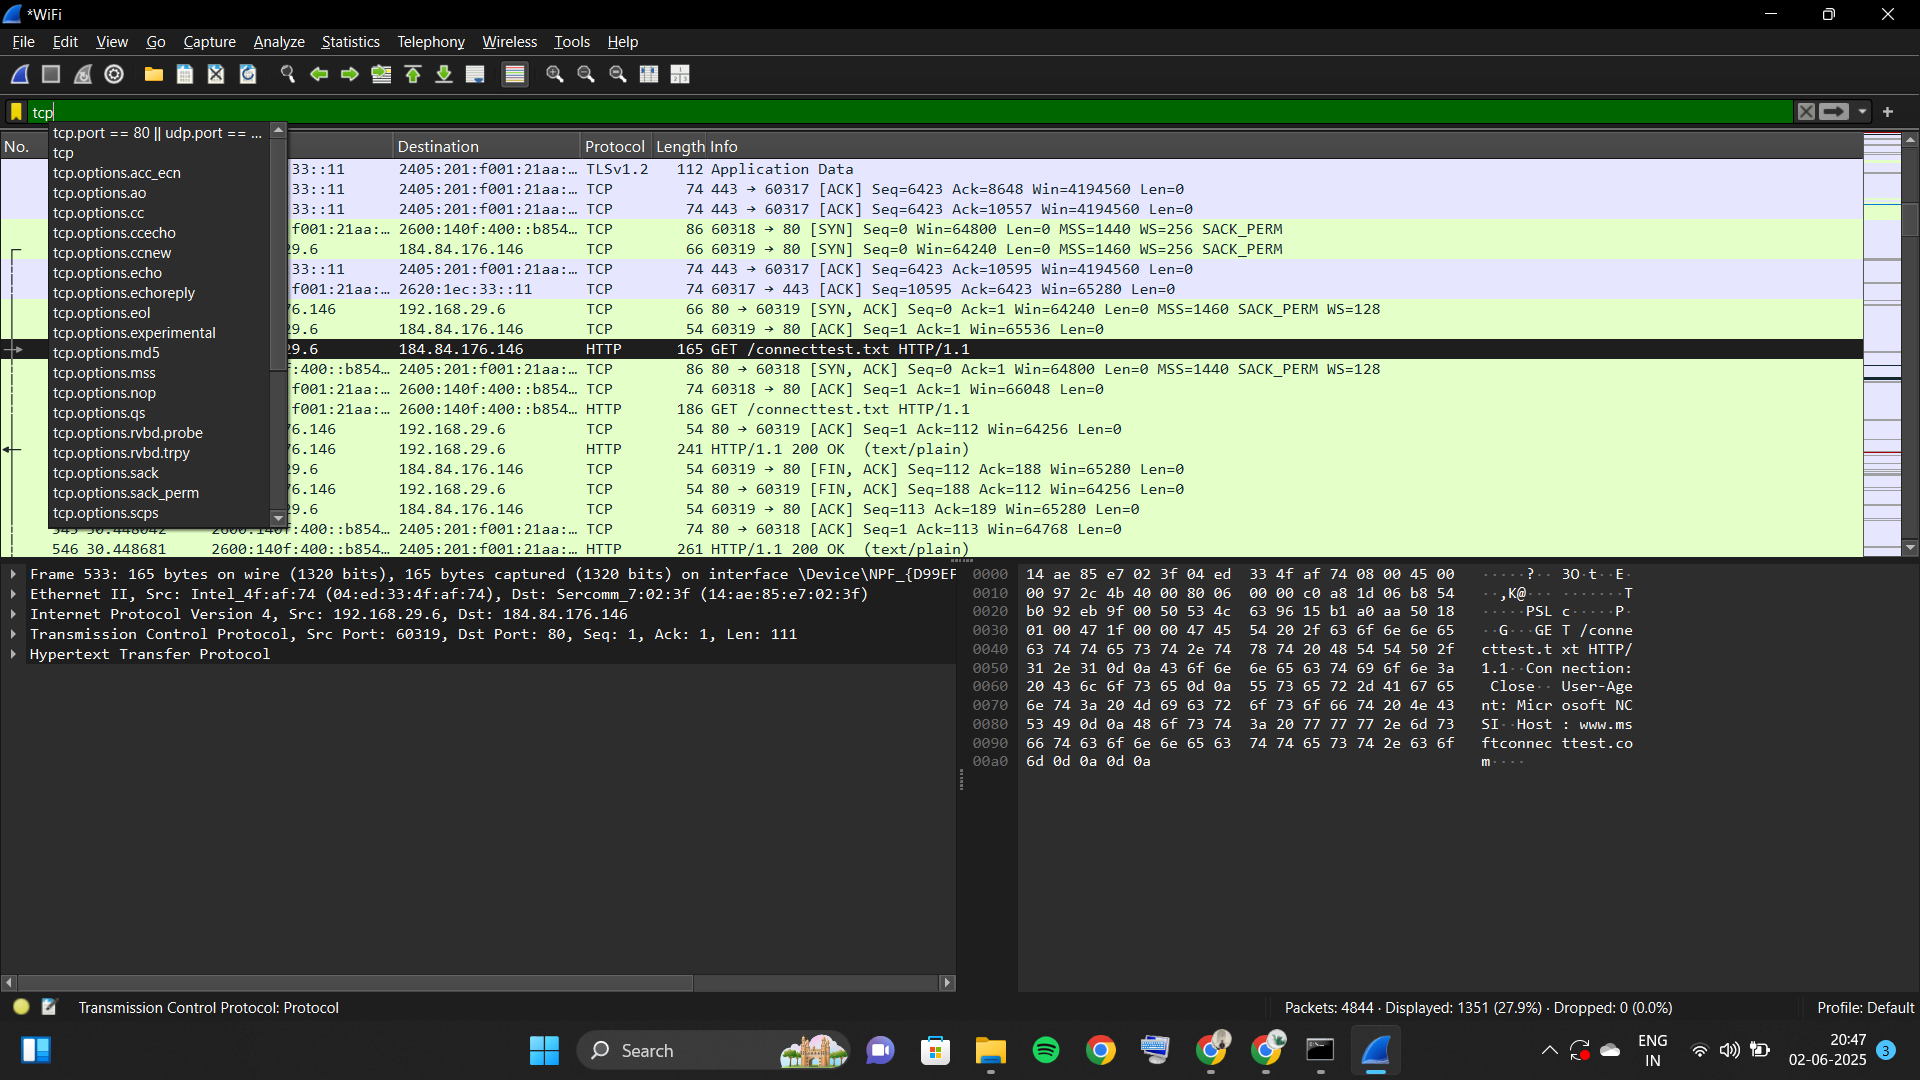 *WiFi
File Edit View Go Capture Analyze Statistics Telephony Wireless Tools Help
tcp
tcp.port == 80 || udp.port == ...
tcp
tcp.options.acc_ecn
tcp.options.ao
tcp.options.cc
tcp.options.ccecho
tcp.options.ccnew
tcp.options.echo
tcp.options.echoreply
tcp.options.eol
tcp.options.experimental
tcp.options.md5
tcp.options.mss
tcp.options.nop
tcp.options.qs
tcp.options.rvbd.probe
tcp.options.rvbd.trpy
tcp.options.sack
tcp.options.sack_perm
tcp.options.scps
No. Destination Protocol Length Info
33::11 2405:201:f001:21aa:… TLSv1.2 112 Application Data
33::11 2405:201:f001:21aa:… TCP 74 443 → 60317 [ACK] Seq=6423 Ack=8648 Win=4194560 Len=0
33::11 2405:201:f001:21aa:… TCP 74 443 → 60317 [ACK] Seq=6423 Ack=10557 Win=4194560 Len=0
f001:21aa:… 2600:140f:400::b854… TCP 86 60318 → 80 [SYN] Seq=0 Win=64800 Len=0 MSS=1440 WS=256 SACK_PERM
29.6 184.84.176.146 TCP 66 60319 → 80 [SYN] Seq=0 Win=64240 Len=0 MSS=1460 WS=256 SACK_PERM
33::11 2405:201:f001:21aa:… TCP 74 443 → 60317 [ACK] Seq=6423 Ack=10595 Win=4194560 Len=0
f001:21aa:… 2620:1ec:33::11 TCP 74 60317 → 443 [ACK] Seq=10595 Ack=6423 Win=65280 Len=0
76.146 192.168.29.6 TCP 66 80 → 60319 [SYN, ACK] Seq=0 Ack=1 Win=64240 Len=0 MSS=1460 SACK_PERM WS=128
29.6 184.84.176.146 TCP 54 60319 → 80 [ACK] Seq=1 Ack=1 Win=65536 Len=0
29.6 184.84.176.146 HTTP 165 GET /connecttest.txt HTTP/1.1
f:400::b854… 2405:201:f001:21aa:… TCP 86 80 → 60318 [SYN, ACK] Seq=0 Ack=1 Win=64800 Len=0 MSS=1440 SACK_PERM WS=128
f001:21aa:… 2600:140f:400::b854… TCP 74 60318 → 80 [ACK] Seq=1 Ack=1 Win=66048 Len=0
f001:21aa:… 2600:140f:400::b854… HTTP 186 GET /connecttest.txt HTTP/1.1
76.146 192.168.29.6 TCP 54 80 → 60319 [ACK] Seq=1 Ack=112 Win=64256 Len=0
76.146 192.168.29.6 HTTP 241 HTTP/1.1 200 OK (text/plain)
29.6 184.84.176.146 TCP 54 60319 → 80 [FIN, ACK] Seq=112 Ack=188 Win=65280 Len=0
76.146 192.168.29.6 TCP 54 80 → 60319 [FIN, ACK] Seq=188 Ack=112 Win=64256 Len=0
29.6 184.84.176.146 TCP 54 60319 → 80 [ACK] Seq=113 Ack=189 Win=65280 Len=0
545 30.448042 2600:140f:400::b854… 2405:201:f001:21aa:… TCP 74 80 → 60318 [ACK] Seq=1 Ack=113 Win=64768 Len=0
546 30.448681 2600:140f:400::b854… 2405:201:f001:21aa:… HTTP 261 HTTP/1.1 200 OK (text/plain)
Frame 533: 165 bytes on wire (1320 bits), 165 bytes captured (1320 bits) on interface \Device\NPF_{D99EF
Ethernet II, Src: Intel_4f:af:74 (04:ed:33:4f:af:74), Dst: Sercomm_7:02:3f (14:ae:85:e7:02:3f)
Internet Protocol Version 4, Src: 192.168.29.6, Dst: 184.84.176.146
Transmission Control Protocol, Src Port: 60319, Dst Port: 80, Seq: 1, Ack: 1, Len: 111
Hypertext Transfer Protocol
0000 14 ae 85 e7 02 3f 04 ed 33 4f af 74 08 00 45 00 ·····?·· 3O·t··E·
0010 00 97 2c 4b 40 00 80 06 00 00 c0 a8 1d 06 b8 54 ··,K@··· ·······T
0020 b0 92 eb 9f 00 50 53 4c 63 96 15 b1 a0 aa 50 18 ·····PSL c·····P·
0030 01 00 47 1f 00 00 47 45 54 20 2f 63 6f 6e 6e 65 ··G···GE T /conne
0040 63 74 74 65 73 74 2e 74 78 74 20 48 54 54 50 2f cttest.t xt HTTP/
0050 31 2e 31 0d 0a 43 6f 6e 6e 65 63 74 69 6f 6e 3a 1.1··Con nection:
0060 20 43 6c 6f 73 65 0d 0a 55 73 65 72 2d 41 67 65 Close·· User-Age
0070 6e 74 3a 20 4d 69 63 72 6f 73 6f 66 74 20 4e 43 nt: Micr osoft NC
0080 53 49 0d 0a 48 6f 73 74 3a 20 77 77 77 2e 6d 73 SI··Host : www.ms
0090 66 74 63 6f 6e 6e 65 63 74 74 65 73 74 2e 63 6f ftconnec ttest.co
00a0 6d 0d 0a 0d 0a m····
Transmission Control Protocol: Protocol
Packets: 4844 · Displayed: 1351 (27.9%) · Dropped: 0 (0.0%)
Profile: Default
Search
ENG
IN
20:47
02-06-2025
3